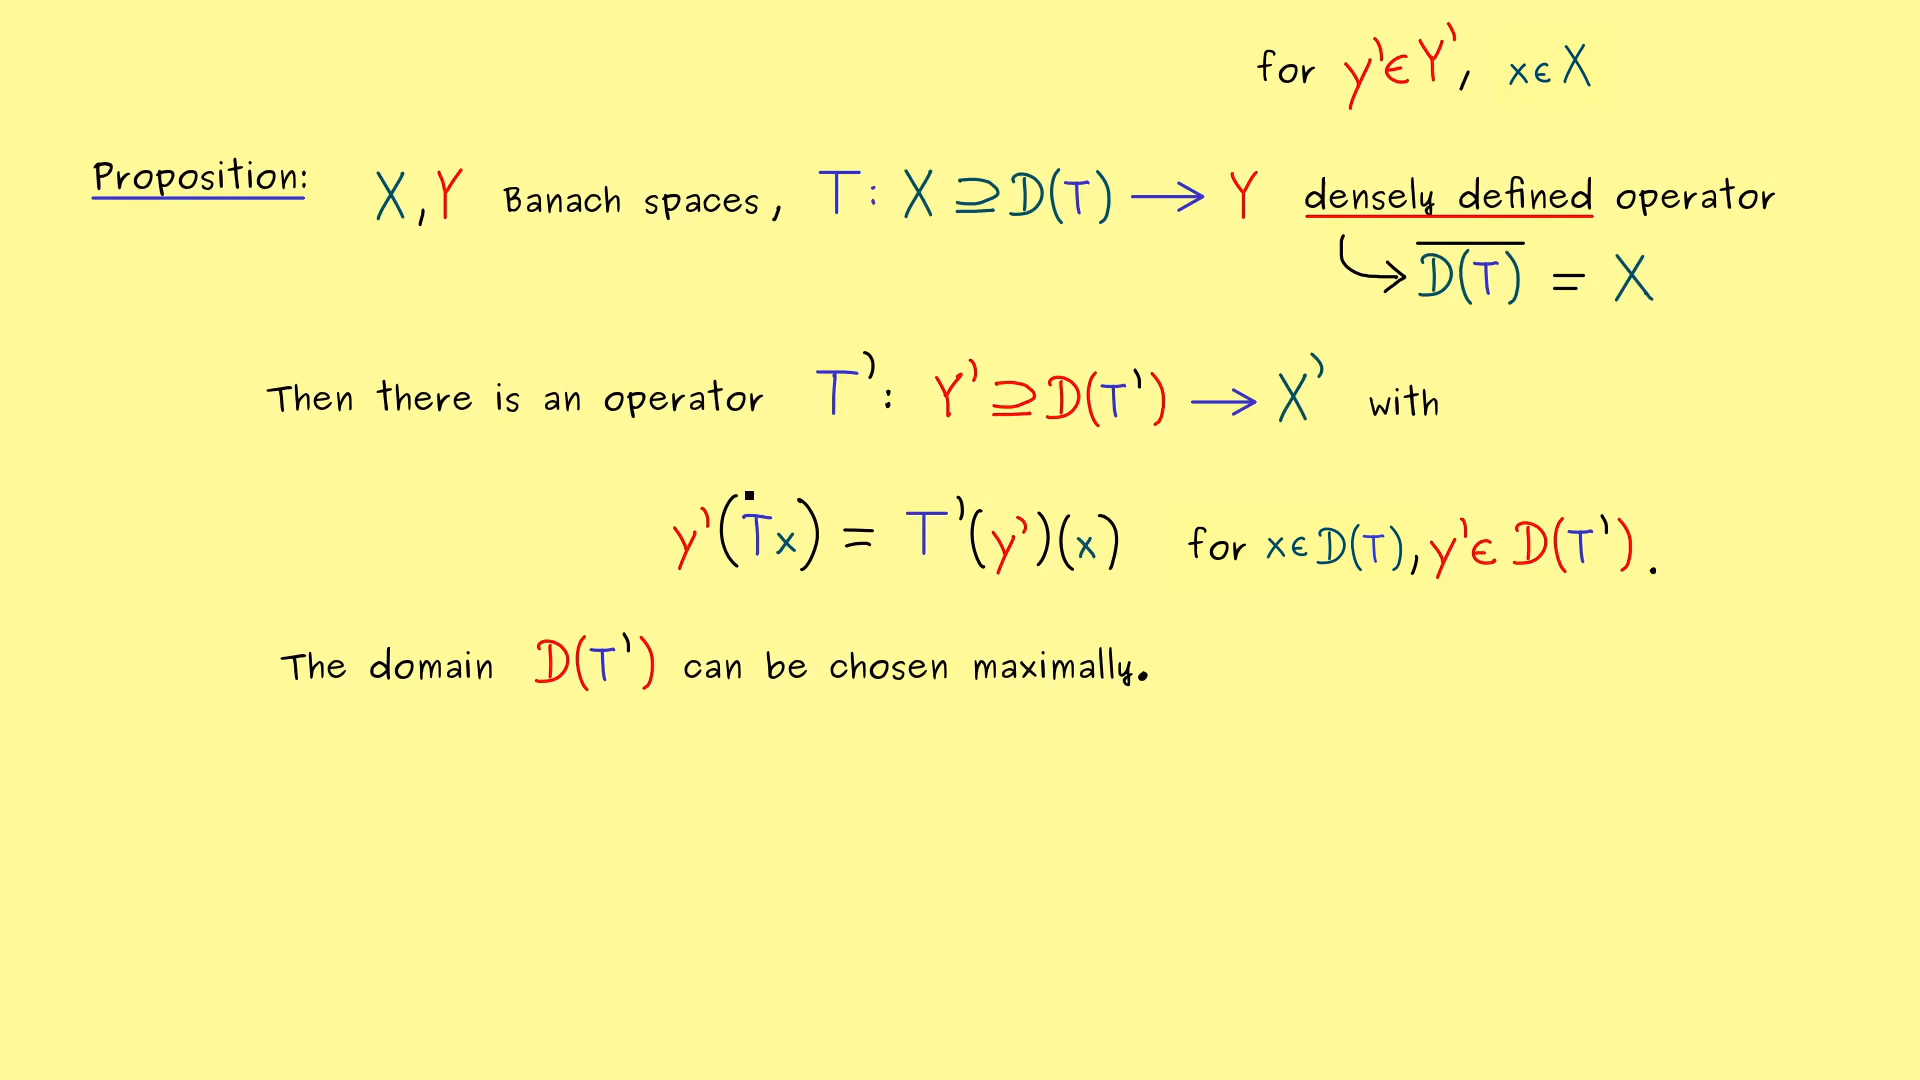 for y'∈Y', x∈X
Proposition: X,Y Banach spaces, T: X ⊇ D(T) ⟶ Y densely defined operator
↳ \overline{D(T)} = X
Then there is an operator T': Y' ⊇ D(T') ⟶ X' with
y'(Tx) = T'(y')(x) for x∈D(T), y'∈D(T').
The domain D(T') can be chosen maximally.